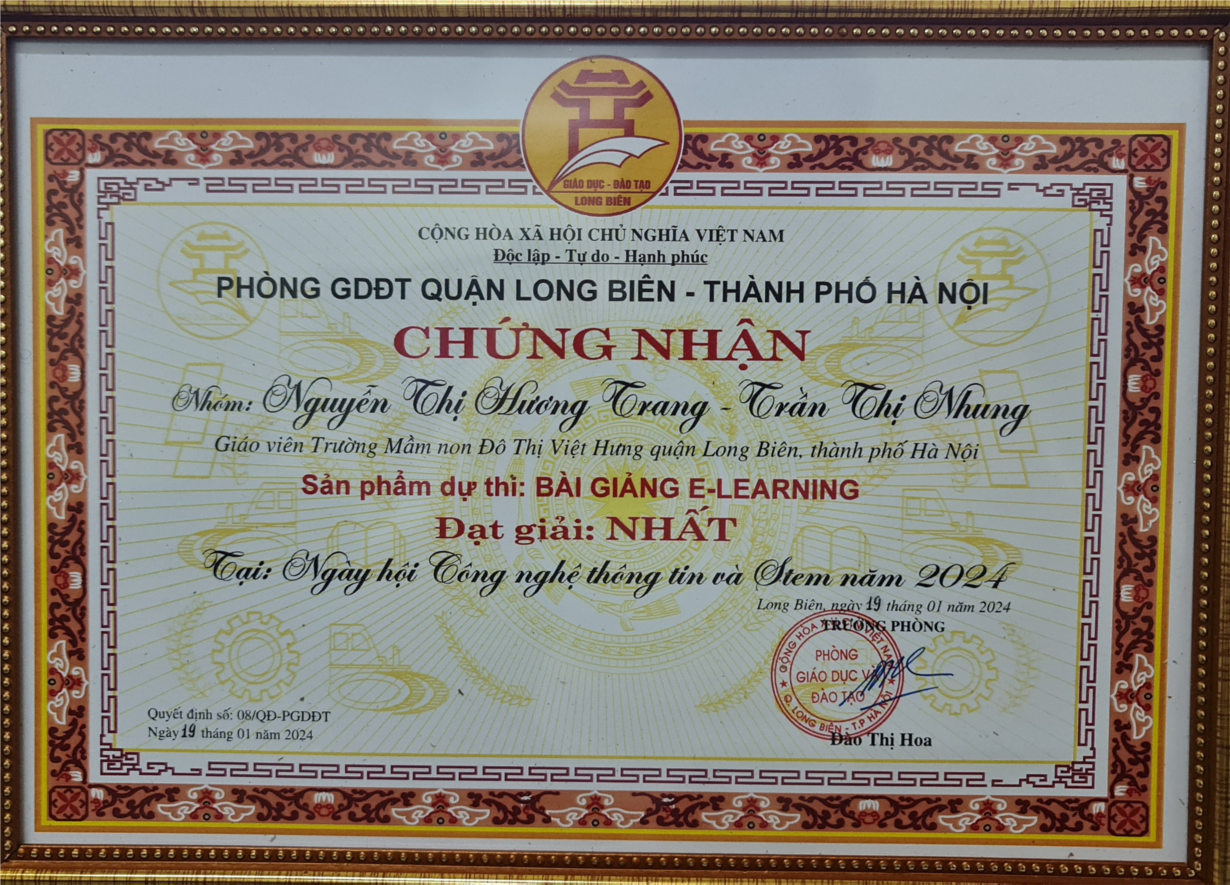 GIÁO DỤC - ĐÀO TẠO
LONG BIÊN
CỘNG HÒA XÃ HỘI CHỦ NGHĨA VIỆT NAM
Độc lập - Tự do - Hạnh phúc
PHÒNG GDĐT QUẬN LONG BIÊN - THÀNH PHỐ HÀ NỘI
CHỨNG NHẬN
Nhóm: Nguyễn Thị Hương Trang - Trần Thị Nhung
Giáo viên Trường Mầm non Đô Thị Việt Hưng quận Long Biên, thành phố Hà Nội
Sản phẩm dự thi: BÀI GIẢNG E-LEARNING
Đạt giải: NHẤT
Tại: Ngày hội Công nghệ thông tin và Stem năm 2024
Long Biên, ngày 19 tháng 01 năm 2024
TRƯỞNG PHÒNG
PHÒNG
GIÁO DỤC VÀ
ĐÀO TẠO
Q. LONG BIÊN - T.P HÀ NỘI
Đào Thị Hoa
Quyết định số: 08/QĐ-PGDĐT
Ngày 19 tháng 01 năm 2024